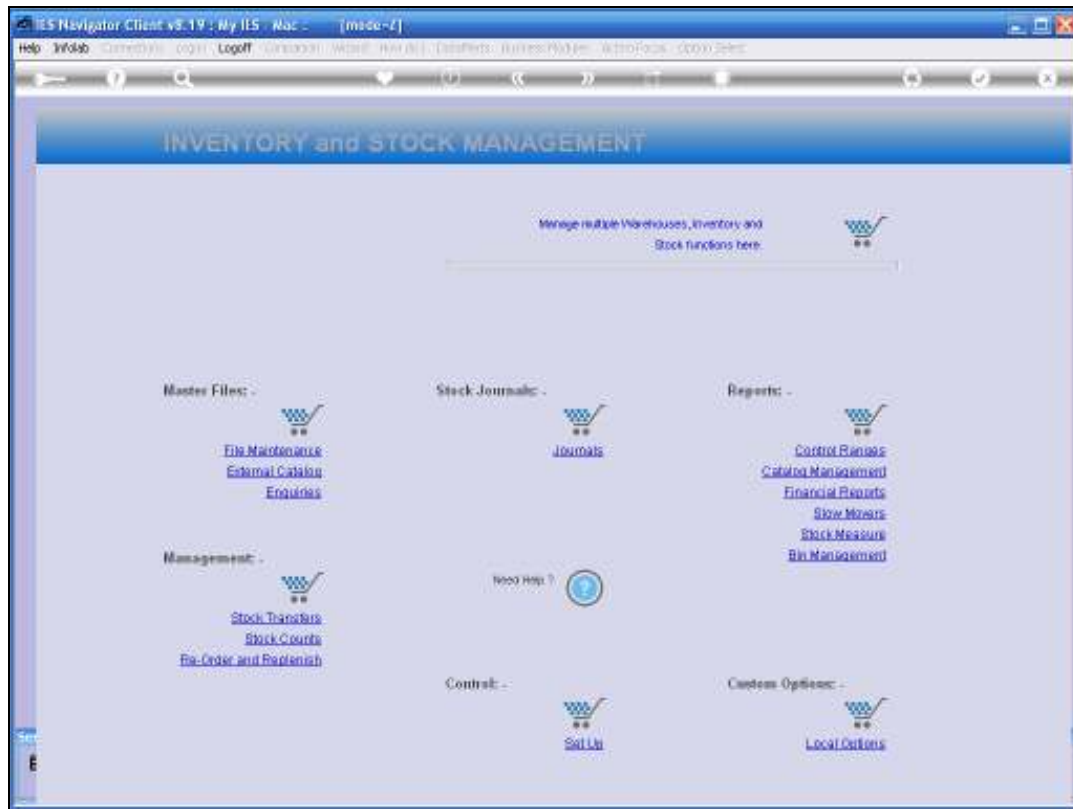 IES Navigator Client v8.19 : My IES - Mac : [mode-2]
Help Infolab Logoff
INVENTORY and STOCK MANAGEMENT
Manage multiple Warehouses, Inventory and
Stock functions here.
Master Files: -
File Maintenance
External Catalog
Enquiries
Stock Journals: -
Journals
Reports: -
Control Ranges
Catalog Management
Financial Reports
Slow Movers
Stock Measure
Bin Management
Management: -
Stock Transfers
Stock Counts
Re-Order and Replenish
Need Help ?
Control: -
Set Up
Custom Options: -
Local Options